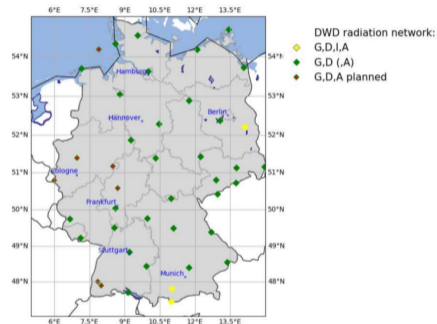 6°E 7.5°E 9°E 10.5°E 12°E 13.5°E
DWD radiation network:
G,D,I,A
G,D (,A)
G,D,A planned
54°N 54°N
Hamburg
53°N 53°N
Berlin
Hannover
52°N 52°N
51°N 51°N
Cologne
50°N 50°N
Frankfurt
49°N 49°N
Stuttgart
48°N 48°N
Munich
6°E 7.5°E 9°E 10.5°E 12°E 13.5°E